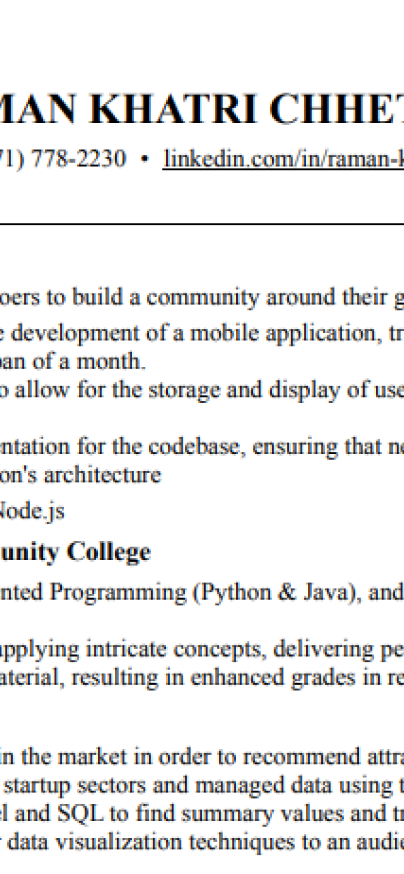 MAN KHATRI CHHET
71) 778-2230 • linkedin.com/in/raman-k
oers to build a community around their g
e development of a mobile application, tr
pan of a month.
o allow for the storage and display of use
entation for the codebase, ensuring that ne
on's architecture
Node.js
unity College
nted Programming (Python & Java), and
applying intricate concepts, delivering pe
aterial, resulting in enhanced grades in re
in the market in order to recommend attra
startup sectors and managed data using t
el and SQL to find summary values and tr
data visualization techniques to an audie